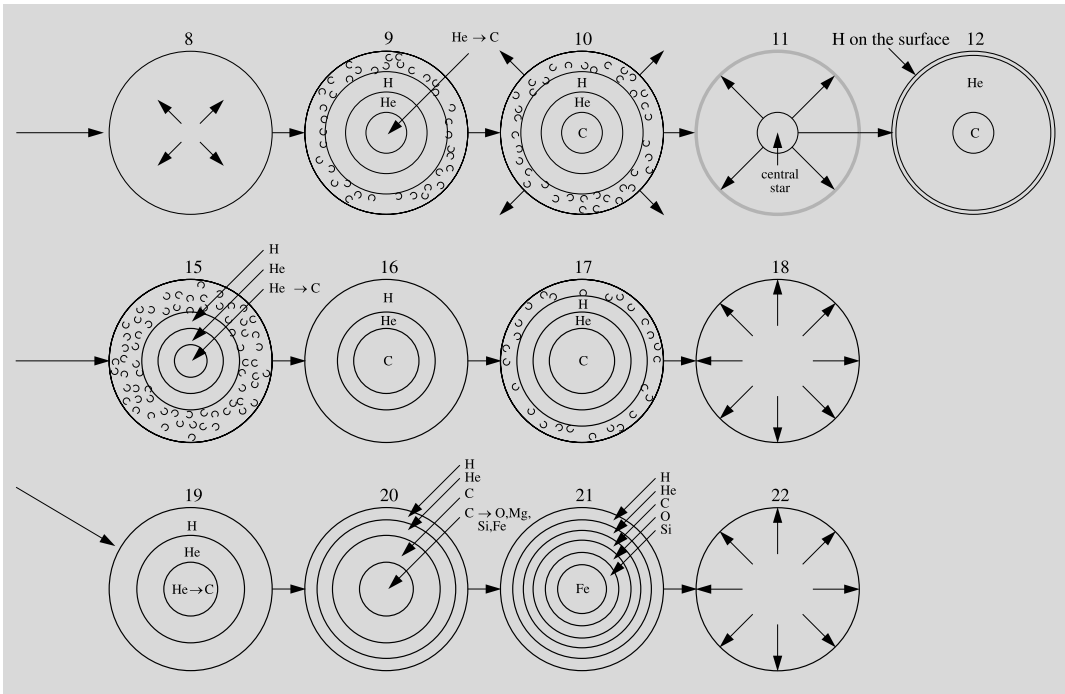 8
9
He → C
10
11
H on the surface
12
H
He
H
He
C
central
star
He
C
15
H
He
He → C
16
H
He
C
17
H
He
C
18
19
H
He
He→C
20
H
He
C
C → O,Mg,
Si,Fe
21
H
He
C
O
Si
Fe
22